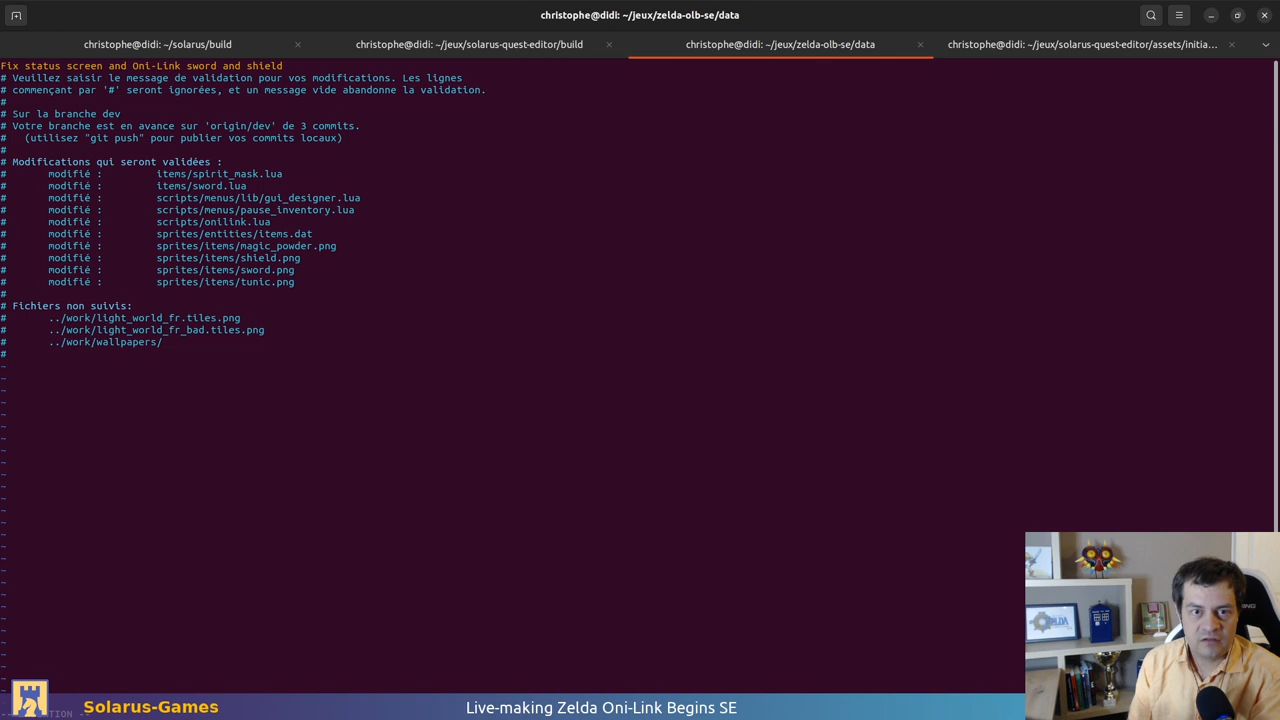 christophe@didi: ~/jeux/zelda-olb-se/data
christophe@didi: ~/solarus/build
christophe@didi: ~/jeux/solarus-quest-editor/build
christophe@didi: ~/jeux/zelda-olb-se/data
christophe@didi: ~/jeux/solarus-quest-editor/assets/initia…
Fix status screen and Oni-Link sword and shield
# Veuillez saisir le message de validation pour vos modifications. Les lignes
# commençant par '#' seront ignorées, et un message vide abandonne la validation.
#
# Sur la branche dev
# Votre branche est en avance sur 'origin/dev' de 3 commits.
#   (utilisez "git push" pour publier vos commits locaux)
#
# Modifications qui seront validées :
#       modifié :         items/spirit_mask.lua
#       modifié :         items/sword.lua
#       modifié :         scripts/menus/lib/gui_designer.lua
#       modifié :         scripts/menus/pause_inventory.lua
#       modifié :         scripts/onilink.lua
#       modifié :         sprites/entities/items.dat
#       modifié :         sprites/items/magic_powder.png
#       modifié :         sprites/items/shield.png
#       modifié :         sprites/items/sword.png
#       modifié :         sprites/items/tunic.png
#
# Fichiers non suivis:
#       ../work/light_world_fr.tiles.png
#       ../work/light_world_fr_bad.tiles.png
#       ../work/wallpapers/
#
Solarus-Games
Live-making Zelda Oni-Link Begins SE